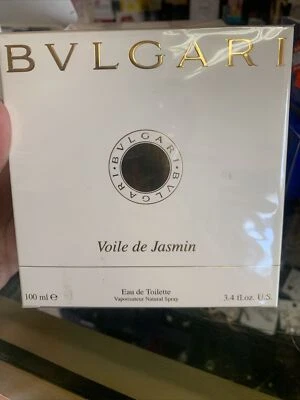 BVLGARI
BVLGARI · BVLGARI ·
Voile de Jasmin
Eau de Toilette
Vaporisateur Natural Spray
100 ml ℮
3.4 fl.oz. U.S.